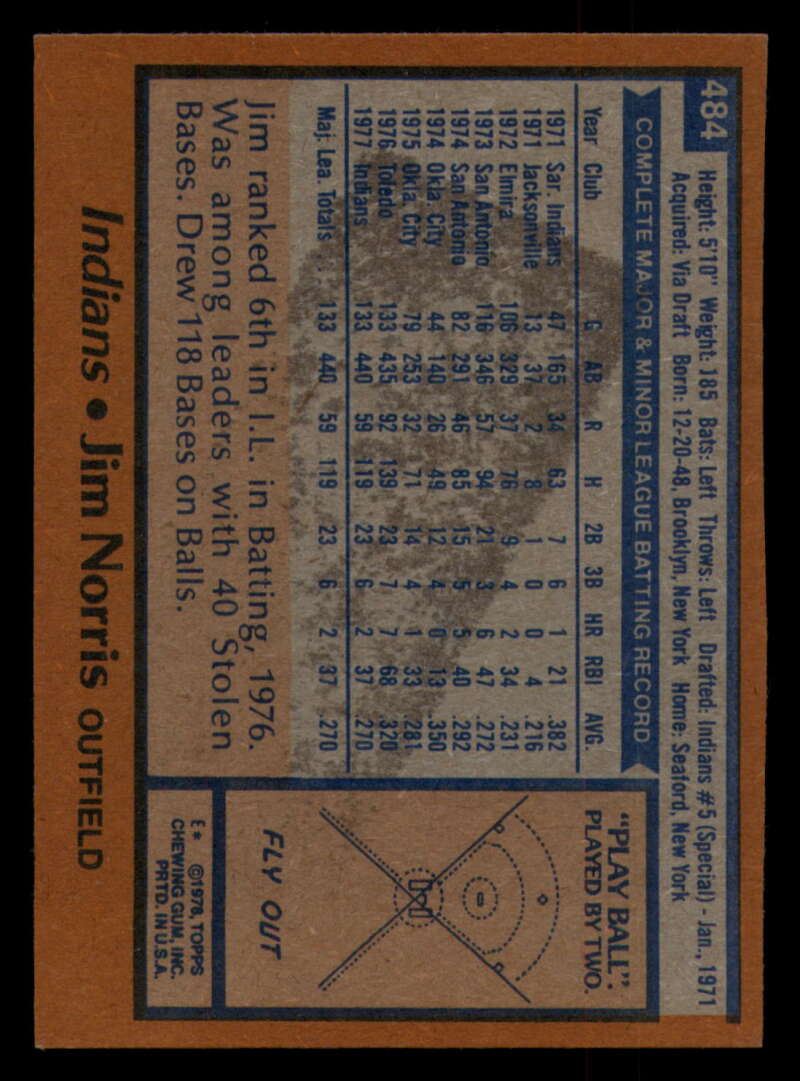 484
Height: 5'10" Weight: 185 Bats: Left Throws: Left Drafted: Indians #5 (Special) - Jan., 1971
Acquired: Via Draft Born: 12-20-48, Brooklyn, New York Home: Seaford, New York
COMPLETE MAJOR & MINOR LEAGUE BATTING RECORD
Year Club G AB R H 2B 3B HR RBI AVG.
1971 Sar. Indians 47 165 34 63 7 6 1 21 .382
1971 Jacksonville 13 37 2 8 1 0 0 4 .216
1972 Elmira 106 329 37 76 9 4 2 34 .231
1973 San Antonio 116 346 57 94 21 3 6 47 .272
1974 San Antonio 82 291 46 85 15 5 5 40 .292
1974 Okla. City 44 140 26 49 12 4 0 13 .350
1975 Okla. City 79 253 32 71 14 4 1 33 .281
1976 Toledo 133 435 92 139 23 7 7 68 .320
1977 Indians 133 440 59 119 23 6 2 37 .270
Maj. Lea. Totals 133 440 59 119 23 6 2 37 .270
Jim ranked 6th in I.L. in Batting, 1976.
Was among leaders with 40 Stolen
Bases. Drew 118 Bases on Balls.
"PLAY BALL".
PLAYED BY TWO.
FLY OUT
E* ©1978, TOPPS
CHEWING GUM, INC.
PRTD. IN U.S.A.
Indians • Jim Norris OUTFIELD